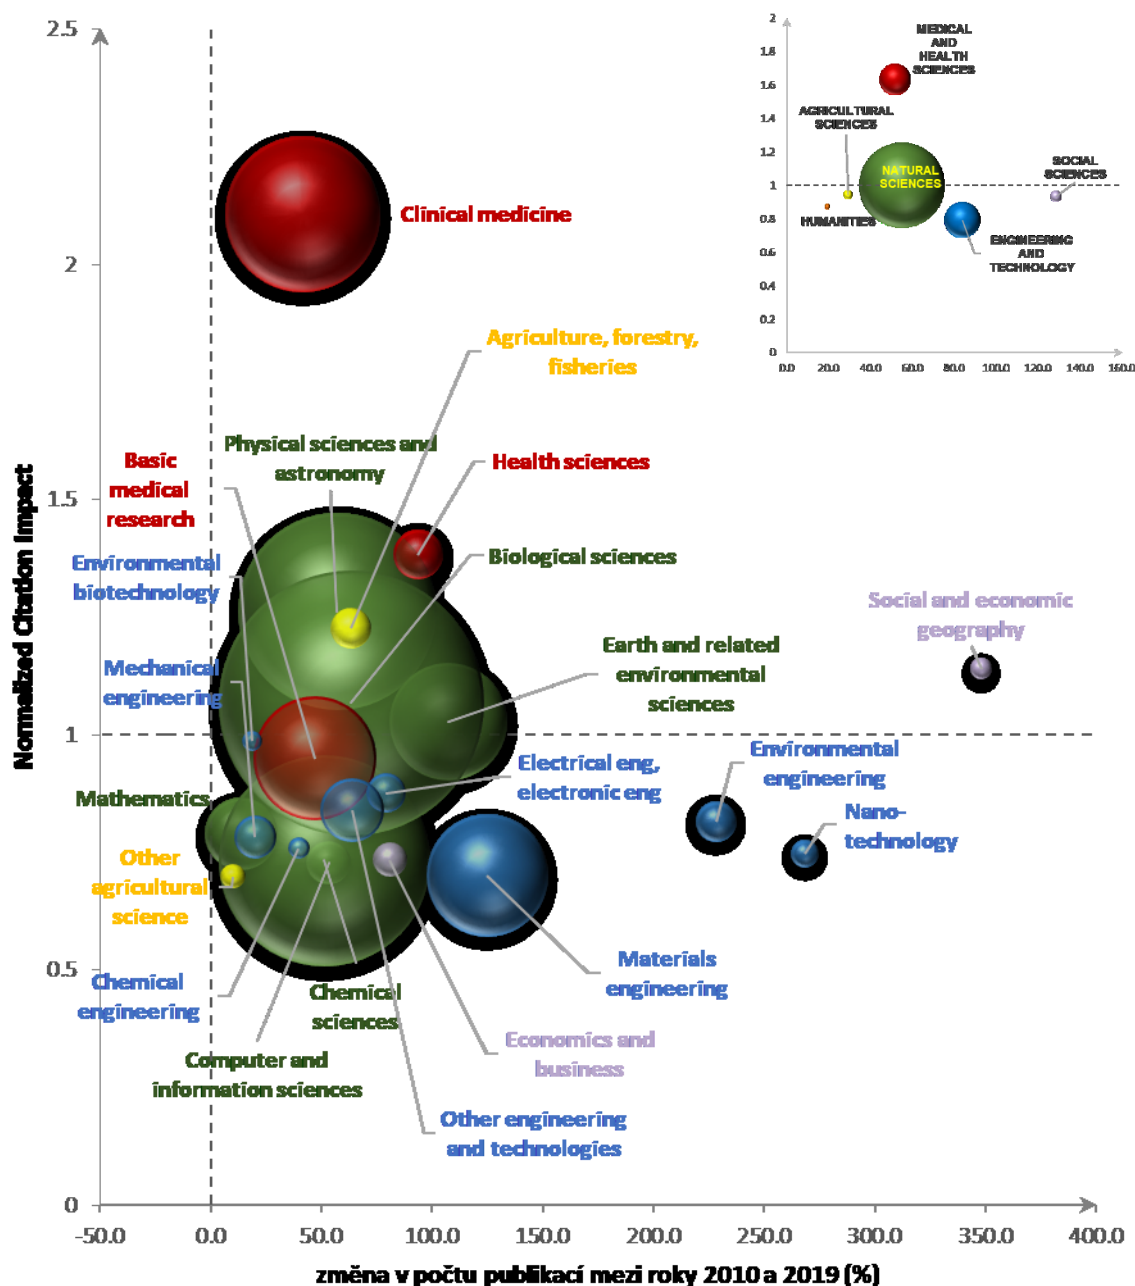 2.5
2
1.5
1
0.5
0
-50.0
0.0
50.0
100.0
150.0
200.0
250.0
300.0
350.0
400.0
Normalized Citation Impact
změna v počtu publikací mezi roky 2010 a 2019 (%)
Clinical medicine
Agriculture, forestry,
fisheries
Physical sciences and
astronomy
Basic
medical
research
Health sciences
Environmental
biotechnology
Biological sciences
Social and economic
geography
Earth and related
environmental
sciences
Mechanical
engineering
Electrical eng,
electronic eng
Environmental
engineering
Mathematics
Nano-
technology
Other
agricultural
science
Materials
engineering
Chemical
engineering
Chemical
sciences
Economics and
business
Computer and
information sciences
Other engineering
and technologies
2
1.8
1.6
1.4
1.2
1
0.8
0.6
0.4
0.2
0
0.0
20.0
40.0
60.0
80.0
100.0
120.0
140.0
160.0
MEDICAL
AND
HEALTH
SCIENCES
AGRICULTURAL
SCIENCES
NATURAL
SCIENCES
SOCIAL
SCIENCES
HUMANITIES
ENGINEERING
AND
TECHNOLOGY